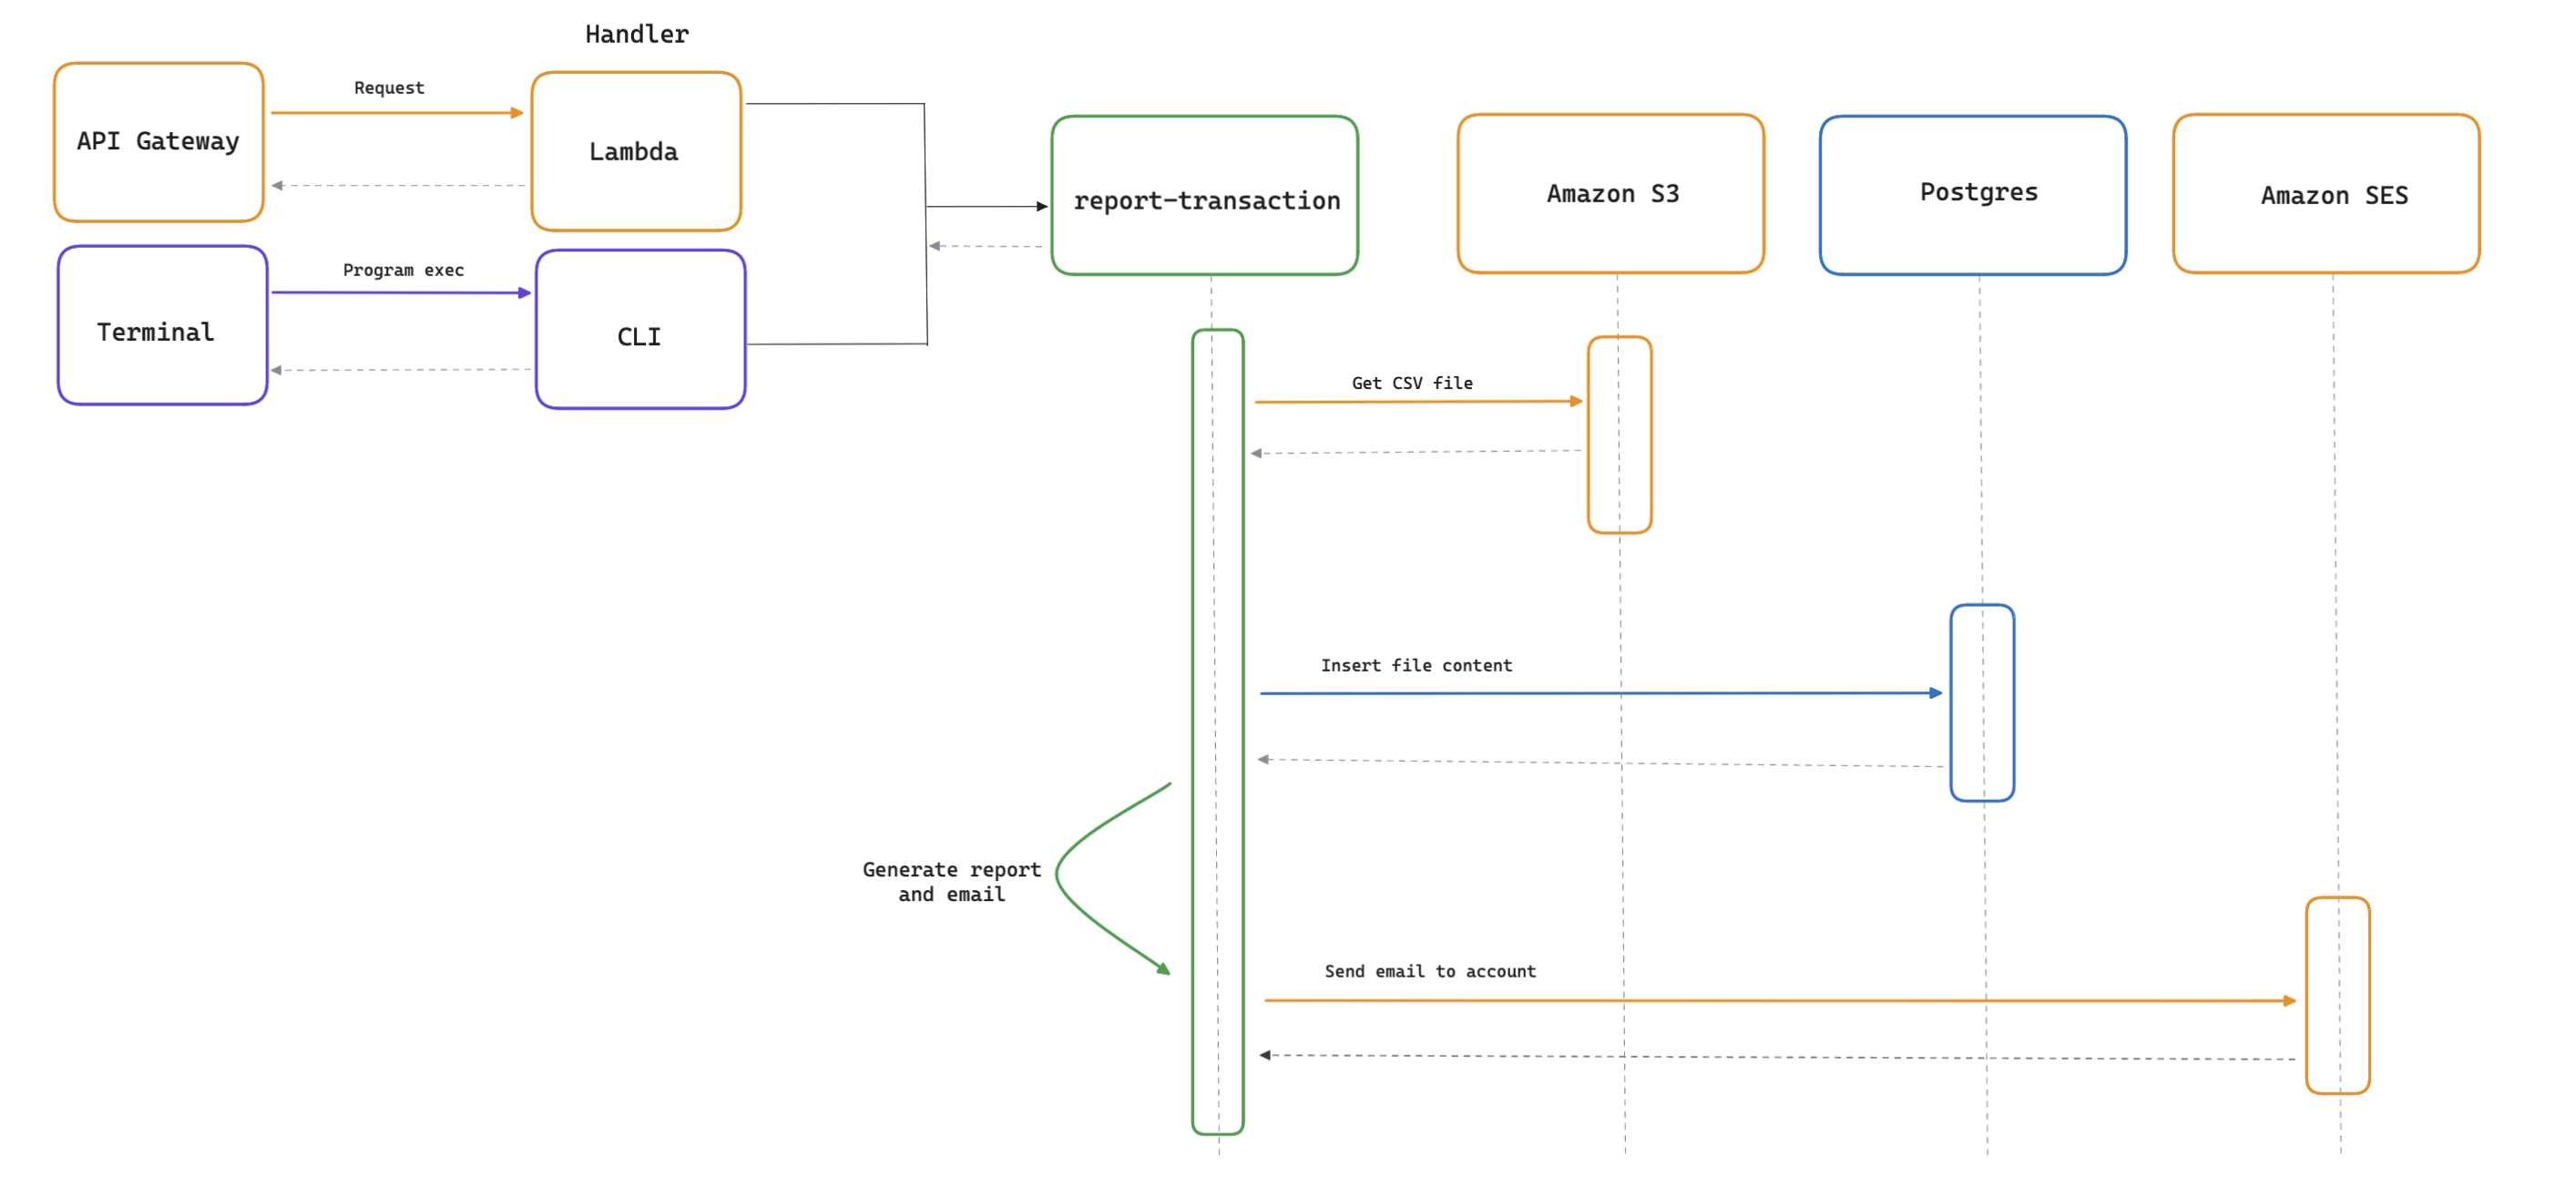 Handler
API Gateway
Request
Lambda
Terminal
Program exec
CLI
report-transaction
Amazon S3
Postgres
Amazon SES
Get CSV file
Insert file content
Generate report
and email
Send email to account